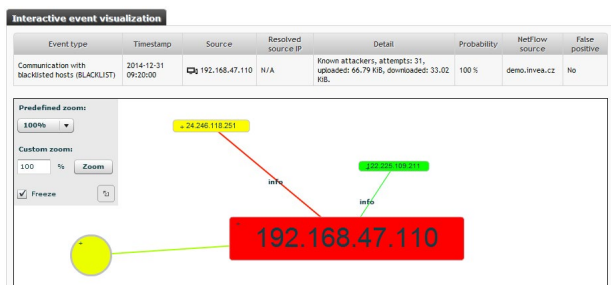 Interactive event visualization
Event type Timestamp Source Resolved source IP Detail Probability NetFlow source False positive
Communication with blacklisted hosts (BLACKLIST) 2014-12-31 09:20:00 192.168.47.110 N/A Known attackers, attempts: 31, uploaded: 66.79 KiB, downloaded: 33.02 KiB. 100 % demo.invea.cz No
Predefined zoom:
100%
+ 24.246.118.251
Custom zoom:
100 % Zoom
122.225.109.211
info
Freeze
info
192.168.47.110
+